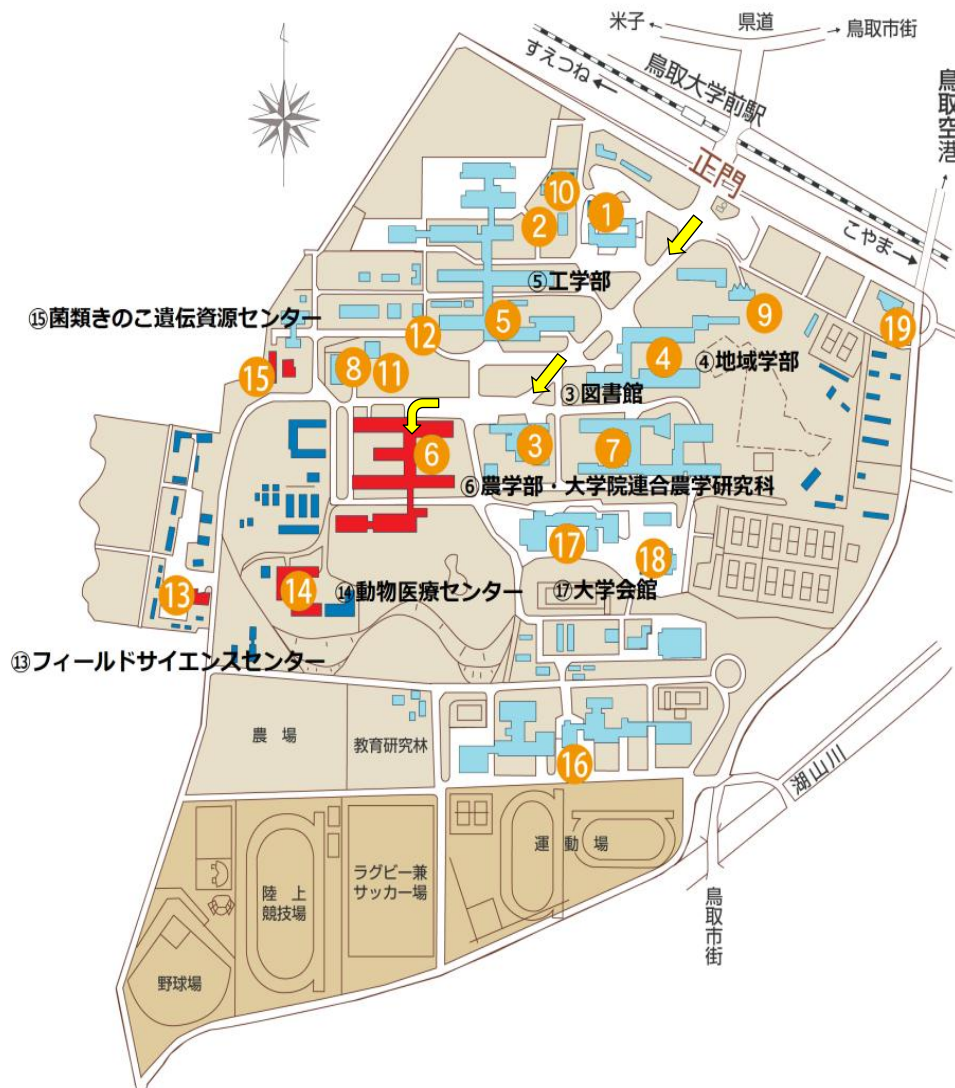 米子
県道
鳥取市街
すえつね
鳥取大学前駅
鳥取空港
正門
こやま
10
1
2
⑤工学部
⑮菌類きのこ遺伝資源センター
9
19
5
12
4
④地域学部
15
8
11
③図書館
3
6
7
⑥農学部・大学院連合農学研究科
17
18
13
14
⑭動物医療センター
⑰大学会館
⑬フィールドサイエンスセンター
農場
教育研究林
16
湖山川
運動場
ラグビー兼
サッカー場
陸上
競技場
鳥取市街
野球場